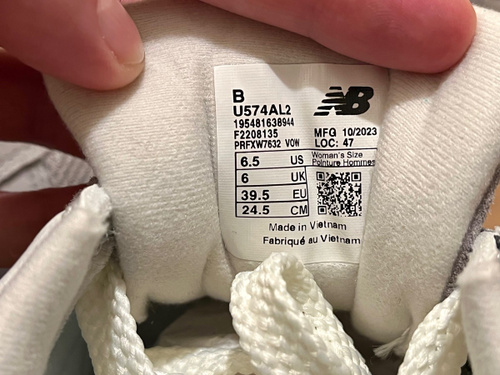 B
U574AL2
195481638944
F2208135
PRFXW7632 VOW
NB
MFG 10/2023
LOC: 47
6.5 US
6 UK
39.5 EU
24.5 CM
Woman's Size
Pointure Hommes
Made in Vietnam
Fabriqué au Vietnam